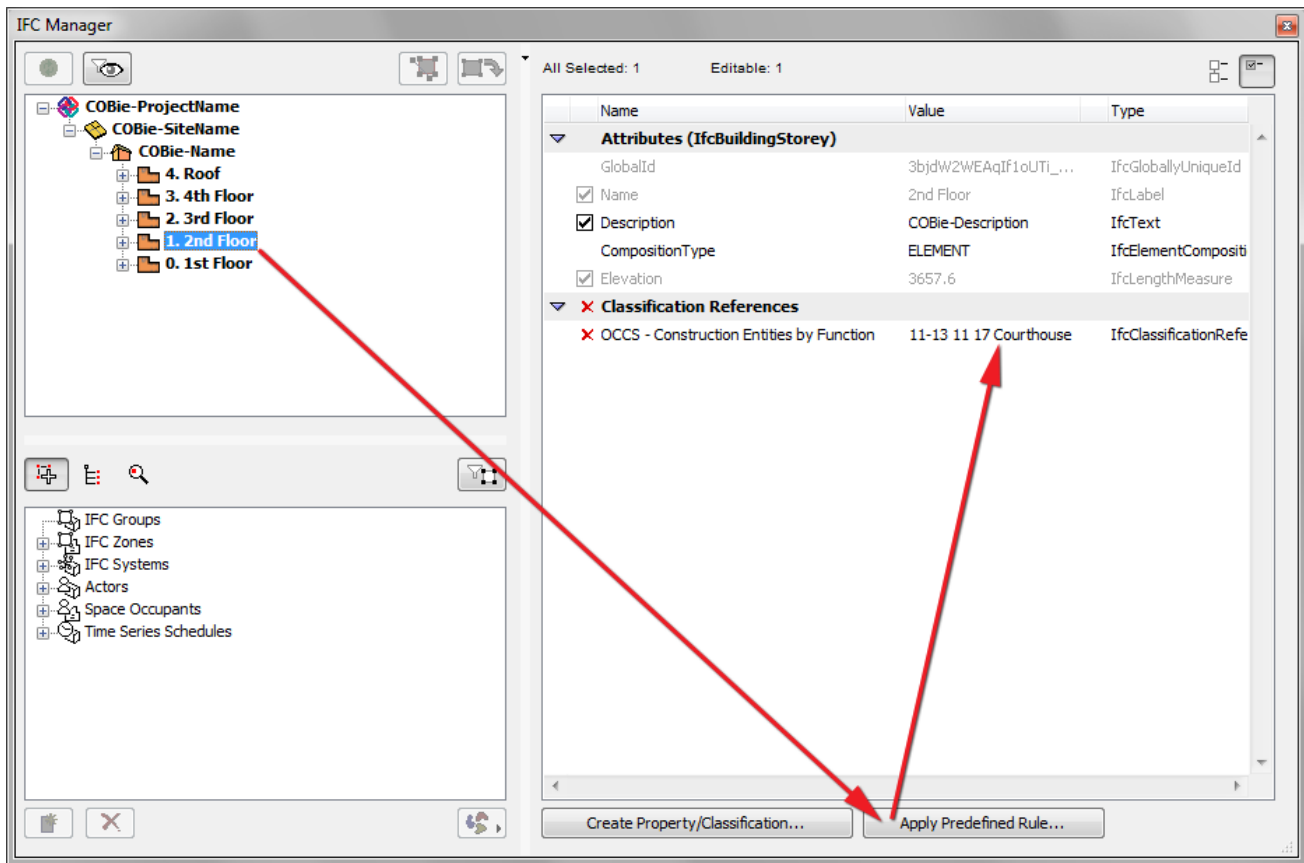 IFC Manager
COBie-ProjectName
COBie-SiteName
COBie-Name
4. Roof
3. 4th Floor
2. 3rd Floor
1. 2nd Floor
0. 1st Floor
IFC Groups
IFC Zones
IFC Systems
Actors
Space Occupants
Time Series Schedules
All Selected: 1 Editable: 1
Name Value Type
Attributes (IfcBuildingStorey)
GlobalId 3bjdW2WEAqIf1oUTi_... IfcGloballyUniqueId
Name 2nd Floor IfcLabel
Description COBie-Description IfcText
CompositionType ELEMENT IfcElementCompositi
Elevation 3657.6 IfcLengthMeasure
Classification References
OCCS - Construction Entities by Function 11-13 11 17 Courthouse IfcClassificationRefe
Create Property/Classification... Apply Predefined Rule...